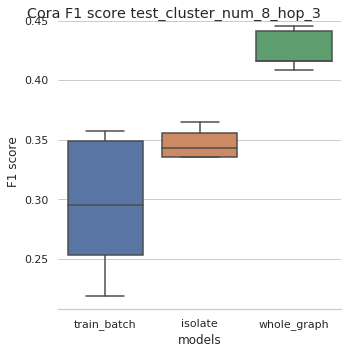 Cora F1 score test_cluster_num_8_hop_3
0.45
0.40
0.35
0.30
0.25
F1 score
train_batch isolate whole_graph
models